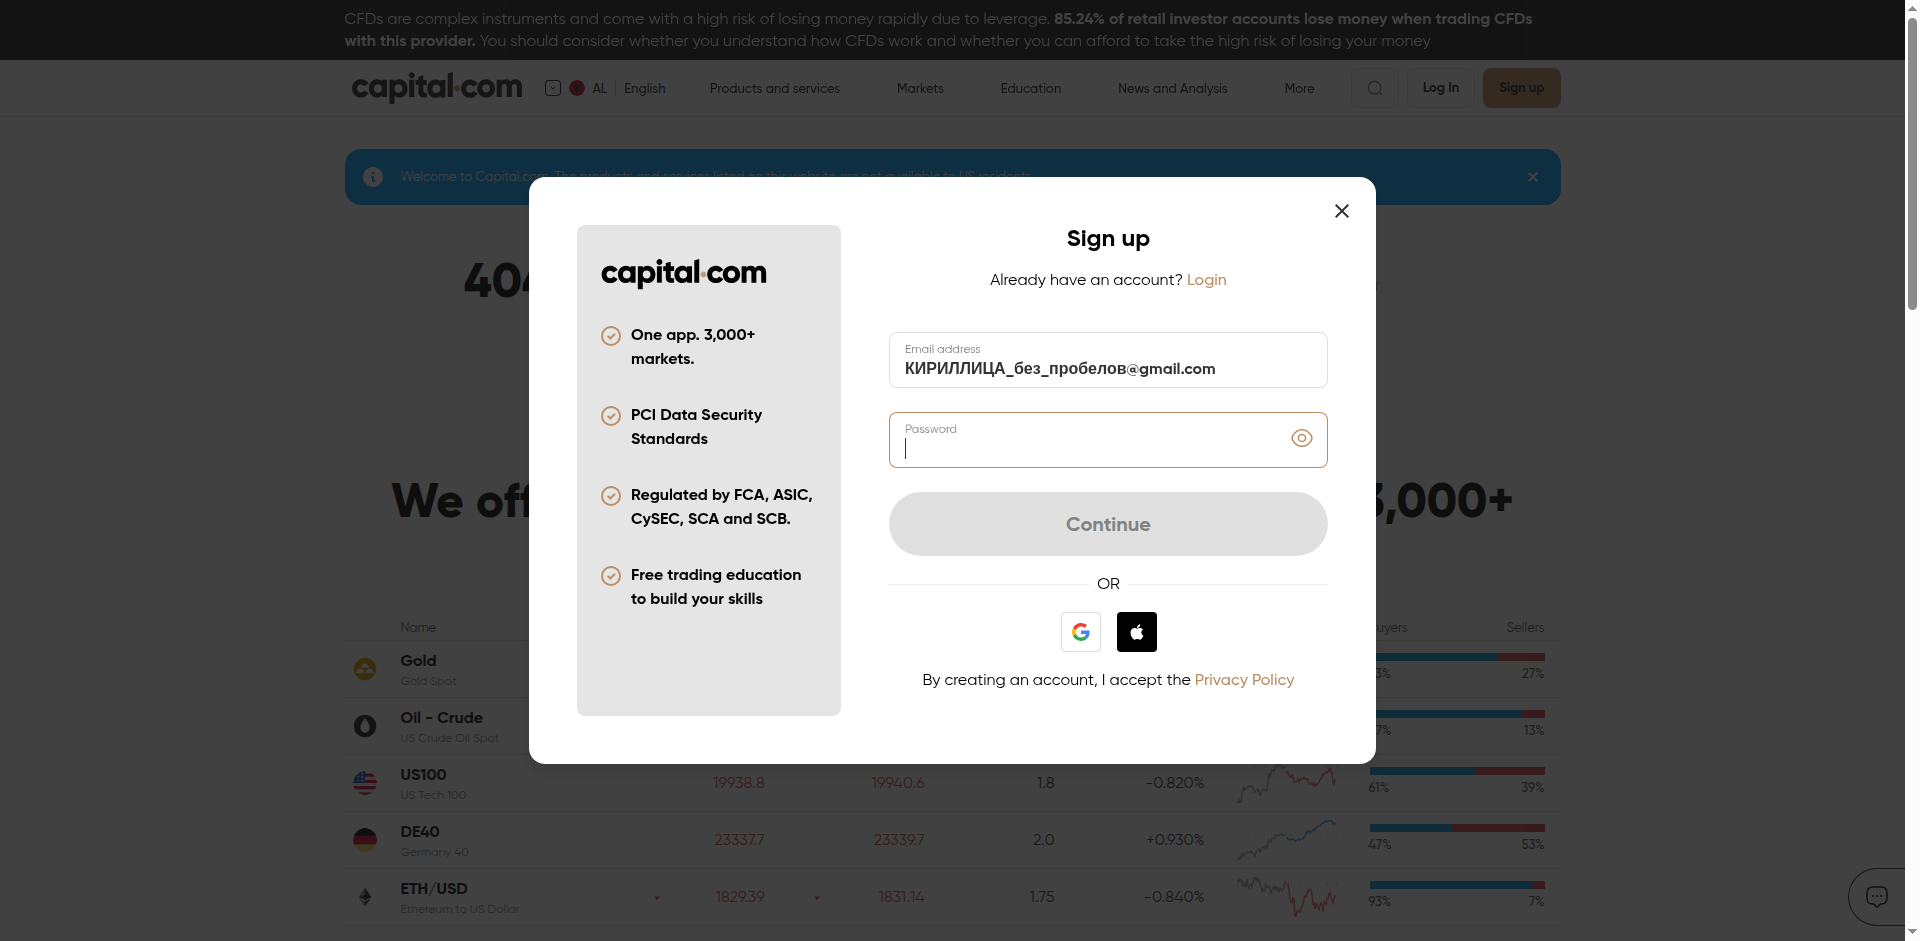 CFDs are complex instruments and come with a high risk of losing money rapidly due to leverage. 85.24% of retail investor accounts lose money when trading CFDs
with this provider. You should consider whether you understand how CFDs work and whether you can afford to take the high risk of losing your money
capital.com AL English Products and services Markets Education News and Analysis More Log In Sign up
Welcome to Capital.com. The products and services listed on this website are not available to US residents.
Sign up
Already have an account? Login
capital.com
One app. 3,000+
markets.
PCI Data Security
Standards
Regulated by FCA, ASIC,
CySEC, SCA and SCB.
Free trading education
to build your skills
Email address
КИРИЛЛИЦА_без_пробелов@gmail.com
Password
Continue
OR
By creating an account, I accept the Privacy Policy
404
We off 3,000+
Name Sellers
Gold
Gold Spot 27%
Oil - Crude
US Crude Oil Spot 13%
US100 19938.8 19940.6 1.8 -0.820%
US Tech 100 61% 39%
DE40 23337.7 23339.7 2.0 +0.930%
Germany 40 47% 53%
ETH/USD 1829.39 1831.14 1.75 -0.840%
Ethereum to US Dollar 93% 7%